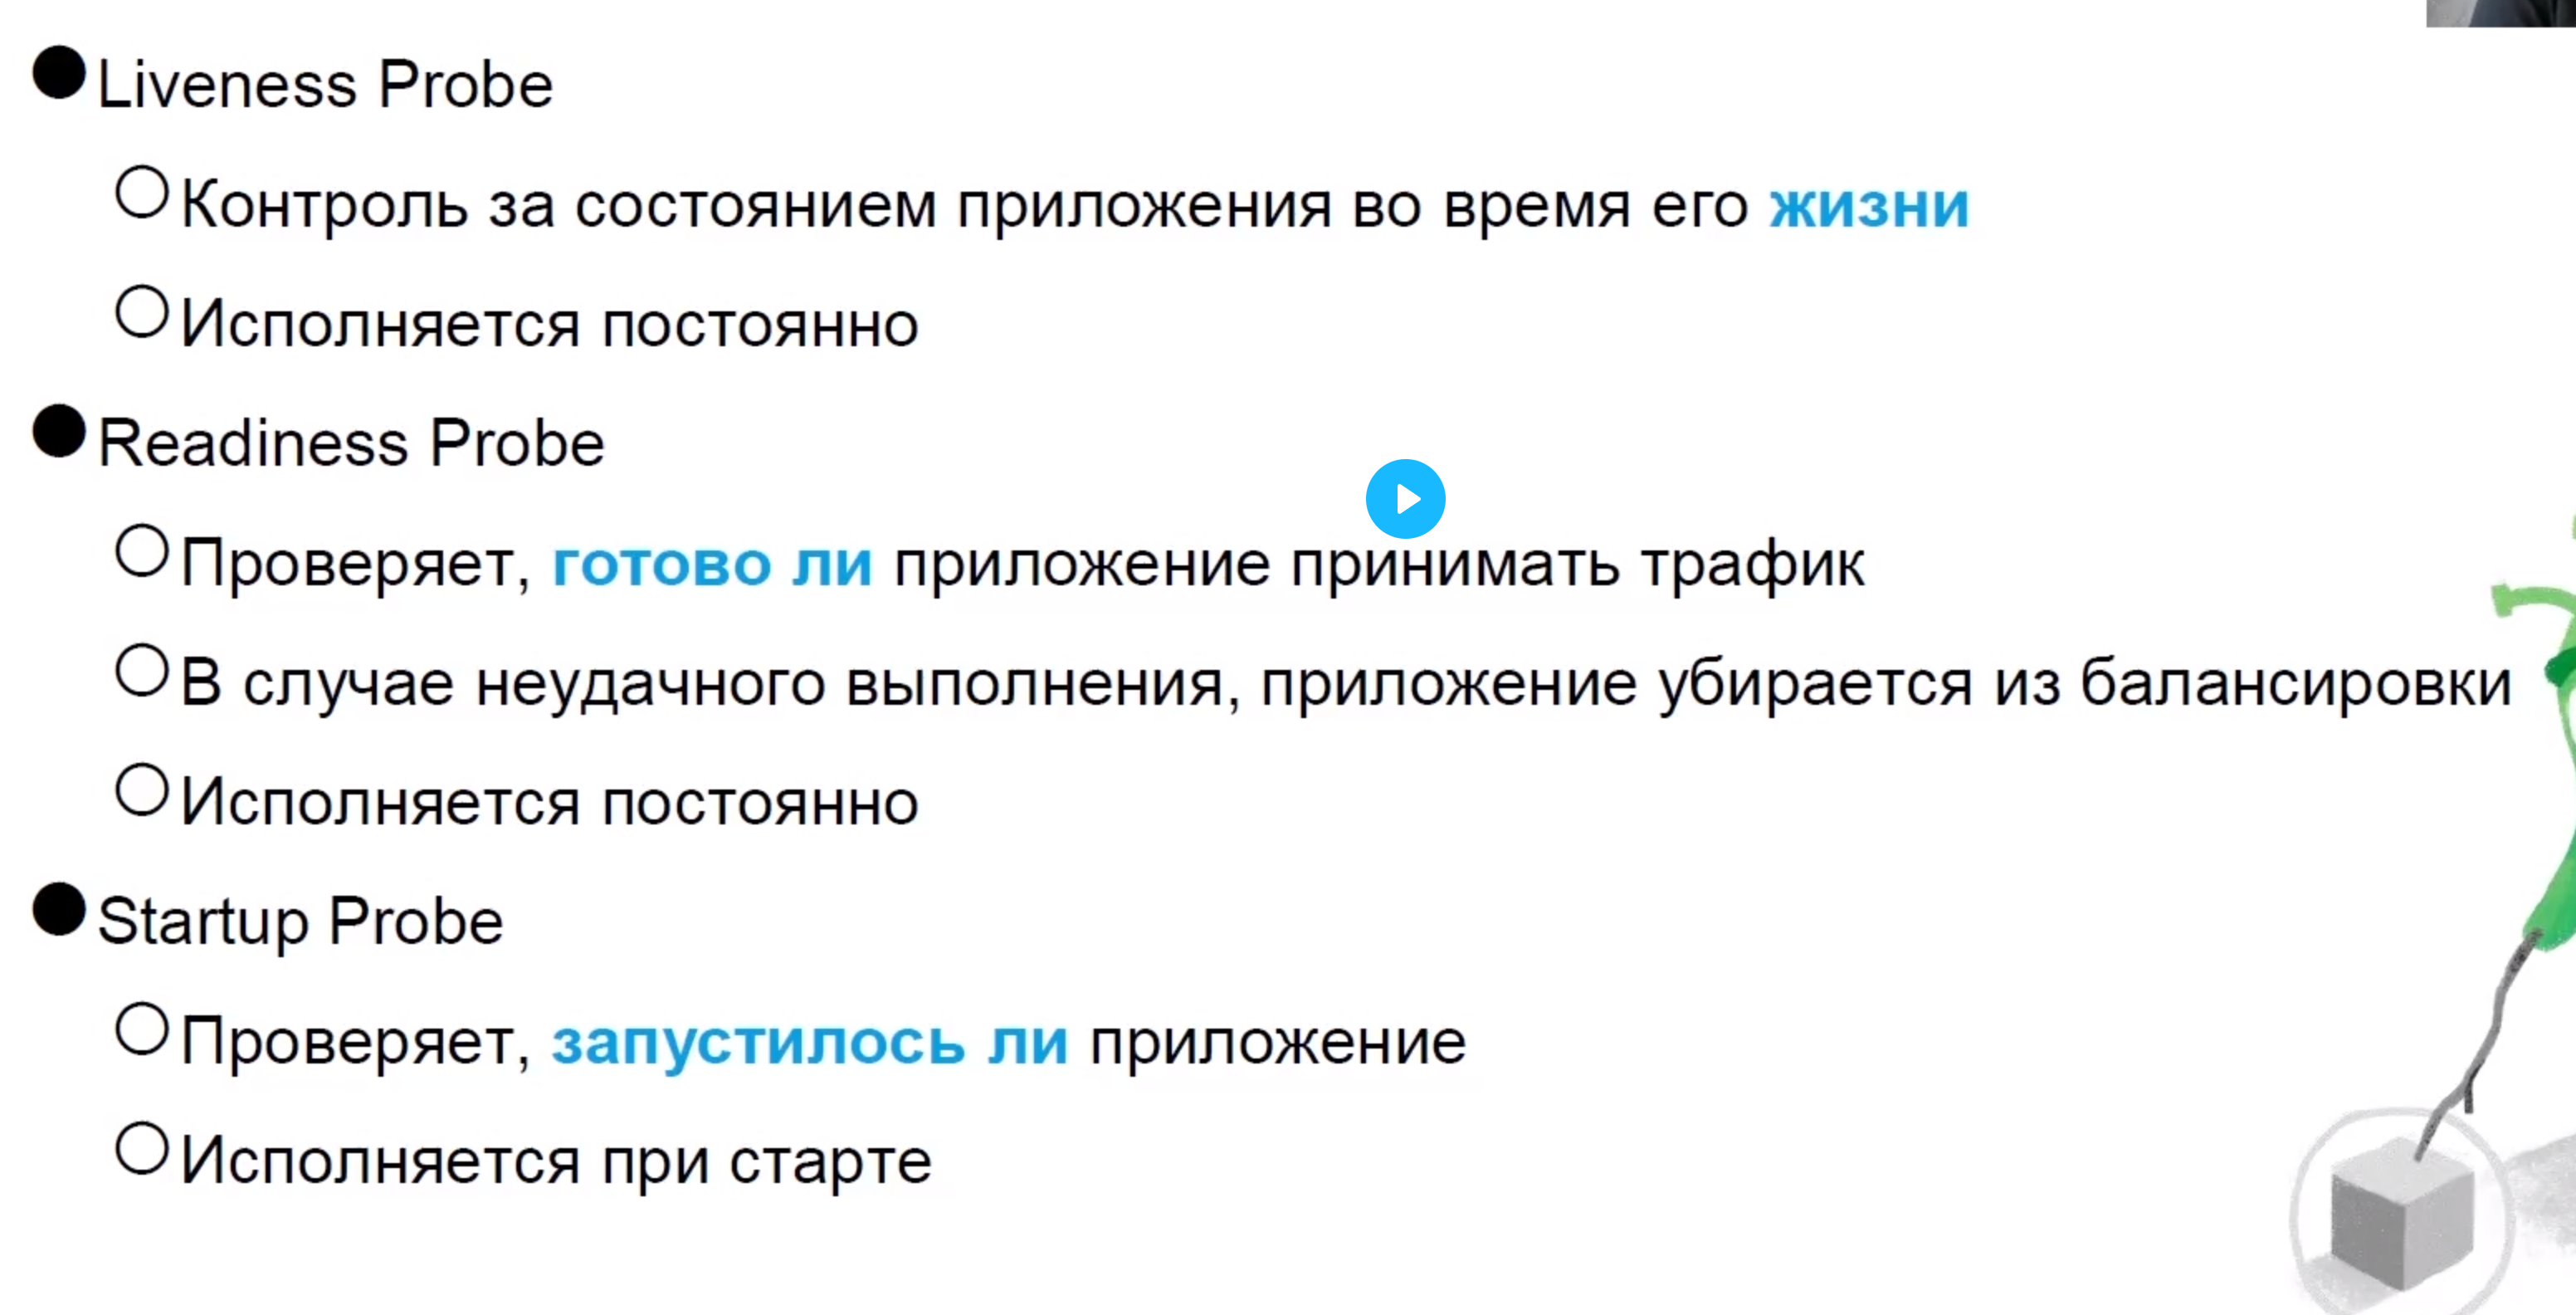 Liveness Probe
Контроль за состоянием приложения во время его жизни
Исполняется постоянно
Readiness Probe
Проверяет, готово ли приложение принимать трафик
В случае неудачного выполнения, приложение убирается из балансировки
Исполняется постоянно
Startup Probe
Проверяет, запустилось ли приложение
Исполняется при старте